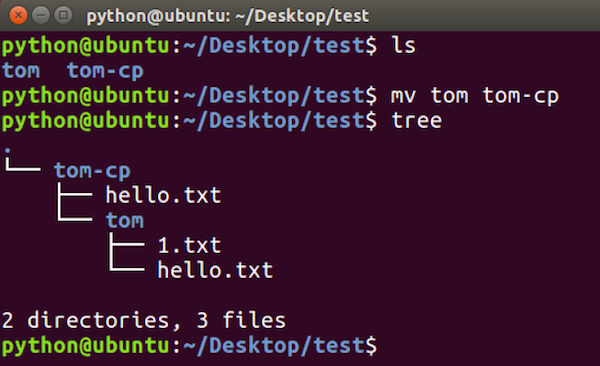 python@ubuntu: ~/Desktop/test
python@ubuntu:~/Desktop/test$ ls
tom  tom-cp
python@ubuntu:~/Desktop/test$ mv tom tom-cp
python@ubuntu:~/Desktop/test$ tree
.
└── tom-cp
    ├── hello.txt
    └── tom
        ├── 1.txt
        └── hello.txt
2 directories, 3 files
python@ubuntu:~/Desktop/test$